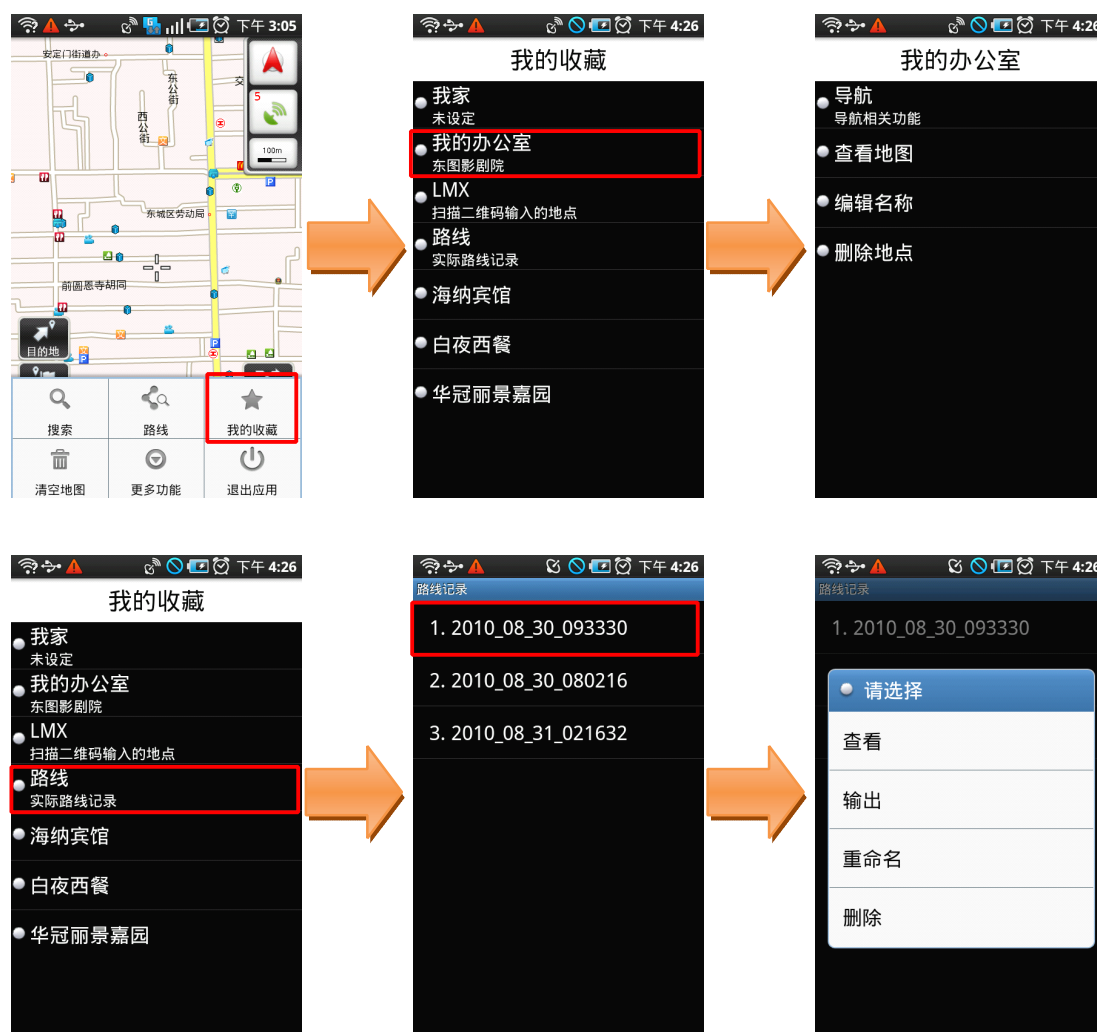 下午 3:05
安定门街道办
东公街
交
西公街
5
100m
东城区劳动局
前圆恩寺胡同
目的地
搜索
路线
我的收藏
清空地图
更多功能
退出应用
下午 4:26
我的收藏
我家
未设定
我的办公室
东图影剧院
LMX
扫描二维码输入的地点
路线
实际路线记录
海纳宾馆
白夜西餐
华冠丽景嘉园
下午 4:26
我的办公室
导航
导航相关功能
查看地图
编辑名称
删除地点
下午 4:26
我的收藏
我家
未设定
我的办公室
东图影剧院
LMX
扫描二维码输入的地点
路线
实际路线记录
海纳宾馆
白夜西餐
华冠丽景嘉园
下午 4:26
路线记录
1. 2010_08_30_093330
2. 2010_08_30_080216
3. 2010_08_31_021632
下午 4:26
路线记录
1. 2010_08_30_093330
请选择
查看
输出
重命名
删除